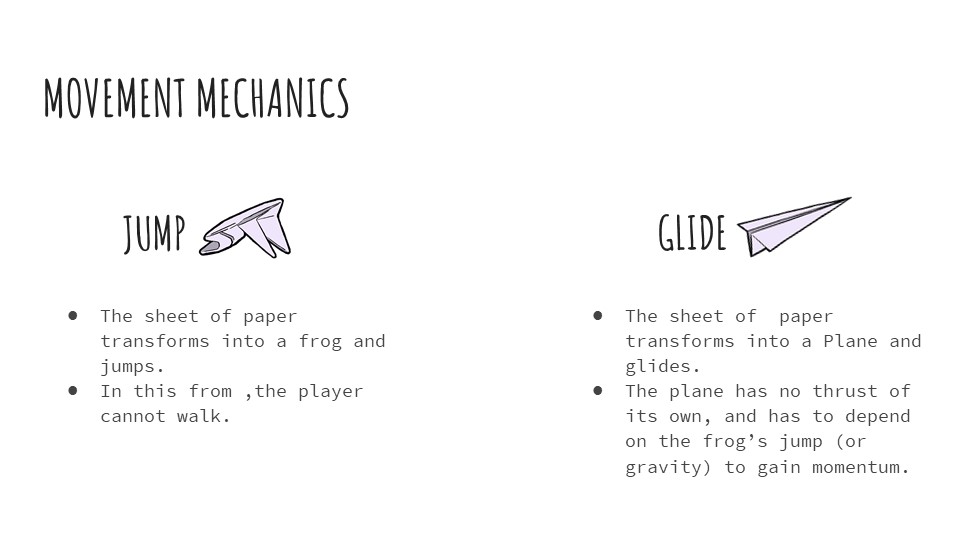 MOVEMENT MECHANICS
JUMP
● The sheet of paper
transforms into a frog and
jumps.
● In this from ,the player
cannot walk.
GLIDE
● The sheet of  paper
transforms into a Plane and
glides.
● The plane has no thrust of
its own, and has to depend
on the frog’s jump (or
gravity) to gain momentum.